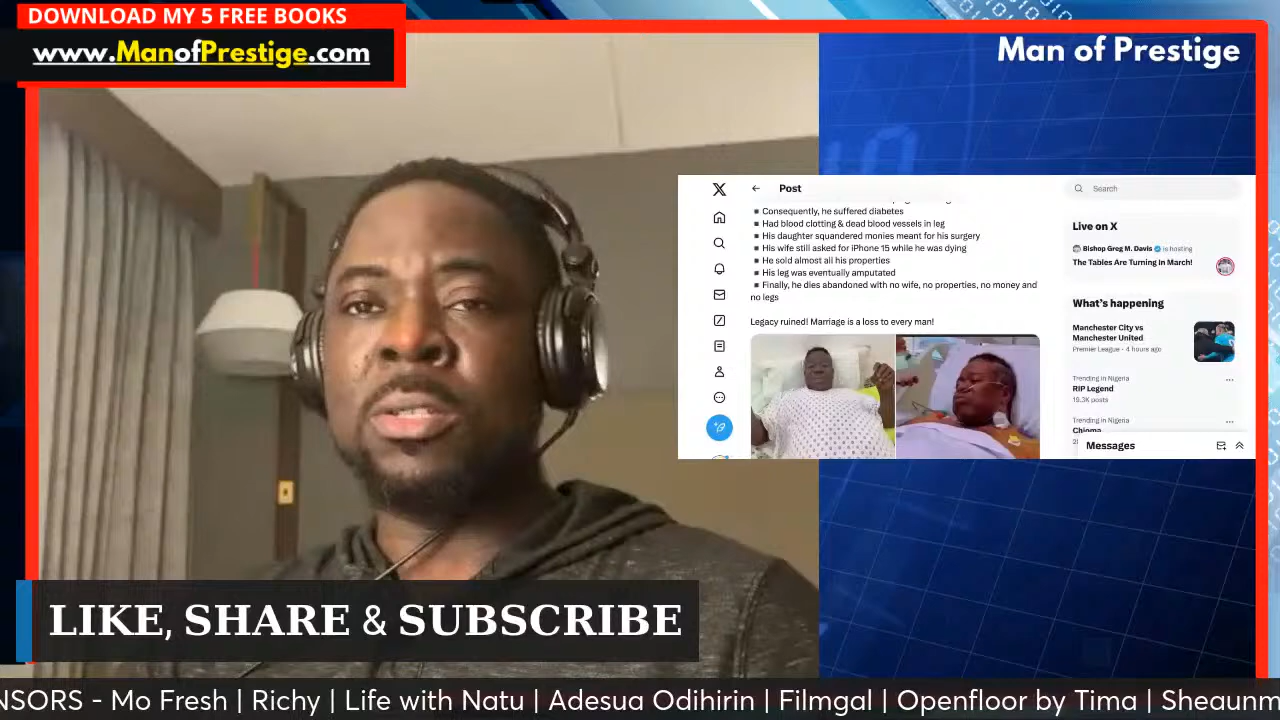 DOWNLOAD MY 5 FREE BOOKS
www.ManofPrestige.com
Man of Prestige
Post
Search
Consequently, he suffered diabetes
Had blood clotting & dead blood vessels in leg
His daughter squandered monies meant for his surgery
His wife still asked for iPhone 15 while he was dying
He sold almost all his properties
His leg was eventually amputated
Finally, he dies abandoned with no wife, no properties, no money and
no legs
Legacy ruined! Marriage is a loss to every man!
Live on X
Bishop Greg M. Davis is hosting
The Tables Are Turning in March!
What's happening
Manchester City vs
Manchester United
Premier League · 4 hours ago
Trending in Nigeria
RIP Legend
19.3K posts
Trending in Nigeria
Chioma
Messages
LIKE, SHARE & SUBSCRIBE
NSORS - Mo Fresh | Richy | Life with Natu | Adesua Odihirin | Filmgal | Openfloor by Tima | Sheaunm